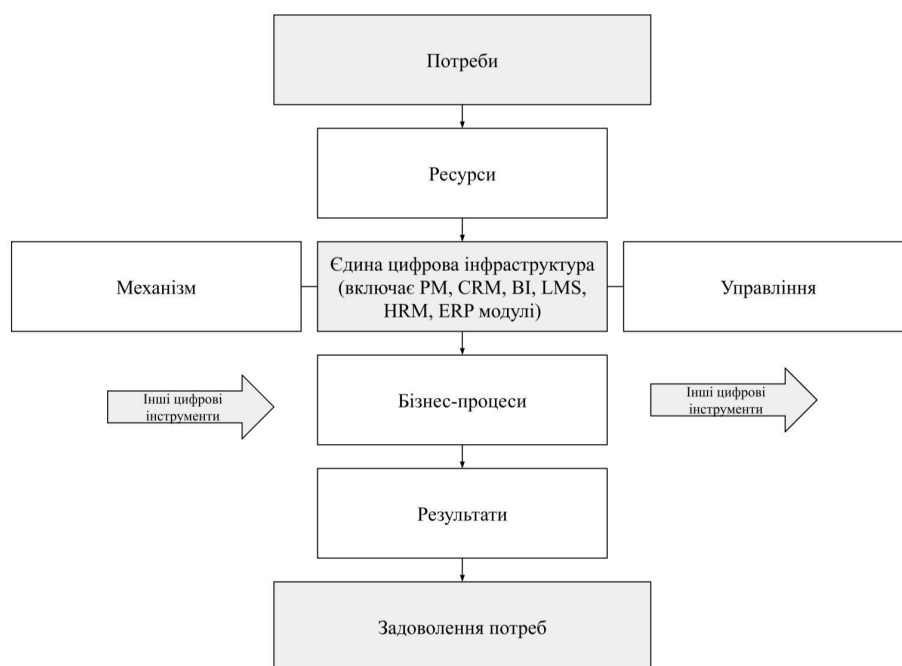 Потреби
Ресурси
Механізм
Єдина цифрова інфраструктура
(включає PM, CRM, BI, LMS,
HRM, ERP модулі)
Управління
Інші цифрові
інструменти
Бізнес-процеси
Інші цифрові
інструменти
Результати
Задоволення потреб